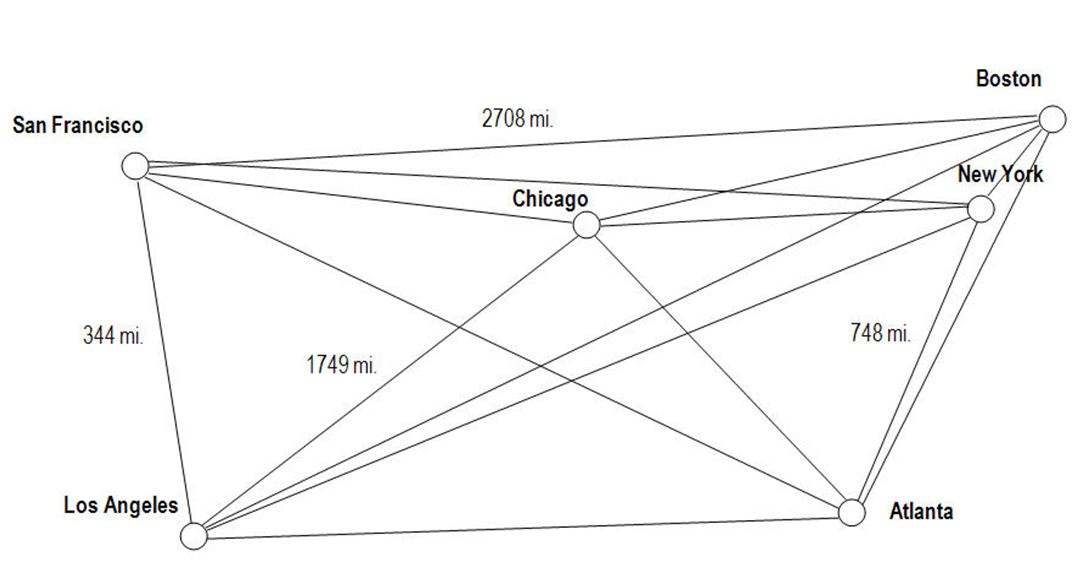 Boston
2708 mi.
San Francisco
New York
Chicago
344 mi.
748 mi.
1749 mi.
Los Angeles
Atlanta